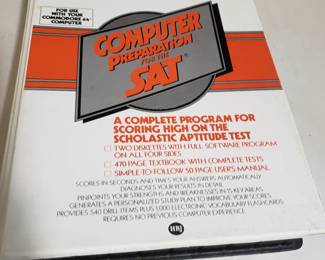 FOR USE
WITH YOUR
COMMODORE 64*
COMPUTER
COMPUTER
PREPARATION
FOR THE
SAT
A COMPLETE PROGRAM FOR
SCORING HIGH ON THE
SCHOLASTIC APTITUDE TEST
TWO DISKETTES WITH FULL SOFTWARE PROGRAM
ON ALL FOUR SIDES
470 PAGE TEXTBOOK WITH COMPLETE TESTS
SIMPLE TO FOLLOW 50 PAGE USER'S MANUAL
SCORES IN SECONDS AND TIMES YOUR ANSWERS AUTOMATICALLY
DIAGNOSES YOUR RESULTS IN DETAIL
PINPOINTS YOUR STRENGTHS AND WEAKNESSES IN 15 KEY AREAS
GENERATES A PERSONALIZED STUDY PLAN TO IMPROVE YOUR SCORES
PROVIDES 540 DRILL ITEMS PLUS 1,000 ELECTRONIC VOCABULARY FLASHCARDS
REQUIRES NO PREVIOUS COMPUTER EXPERIENCE
HBJ